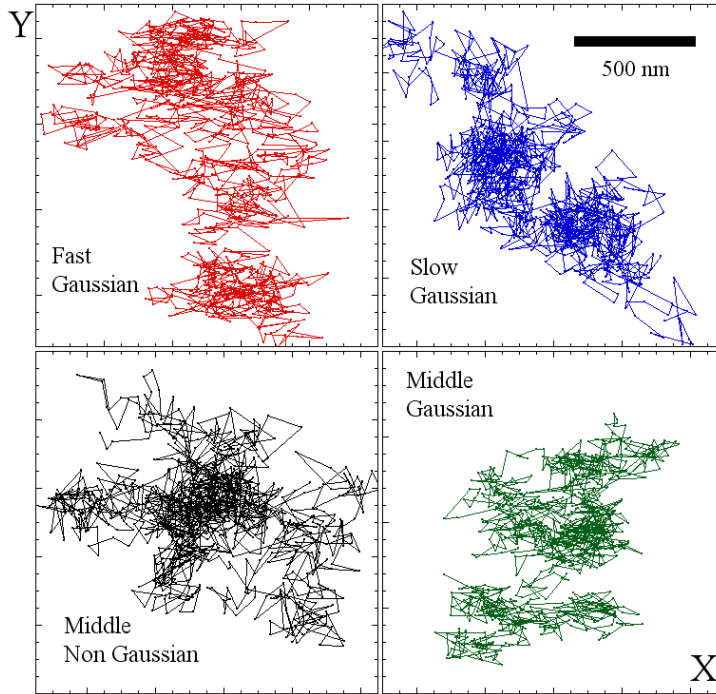 Y
500 nm
Fast
Gaussian
Slow
Gaussian
Middle
Gaussian
Middle
Non Gaussian
X